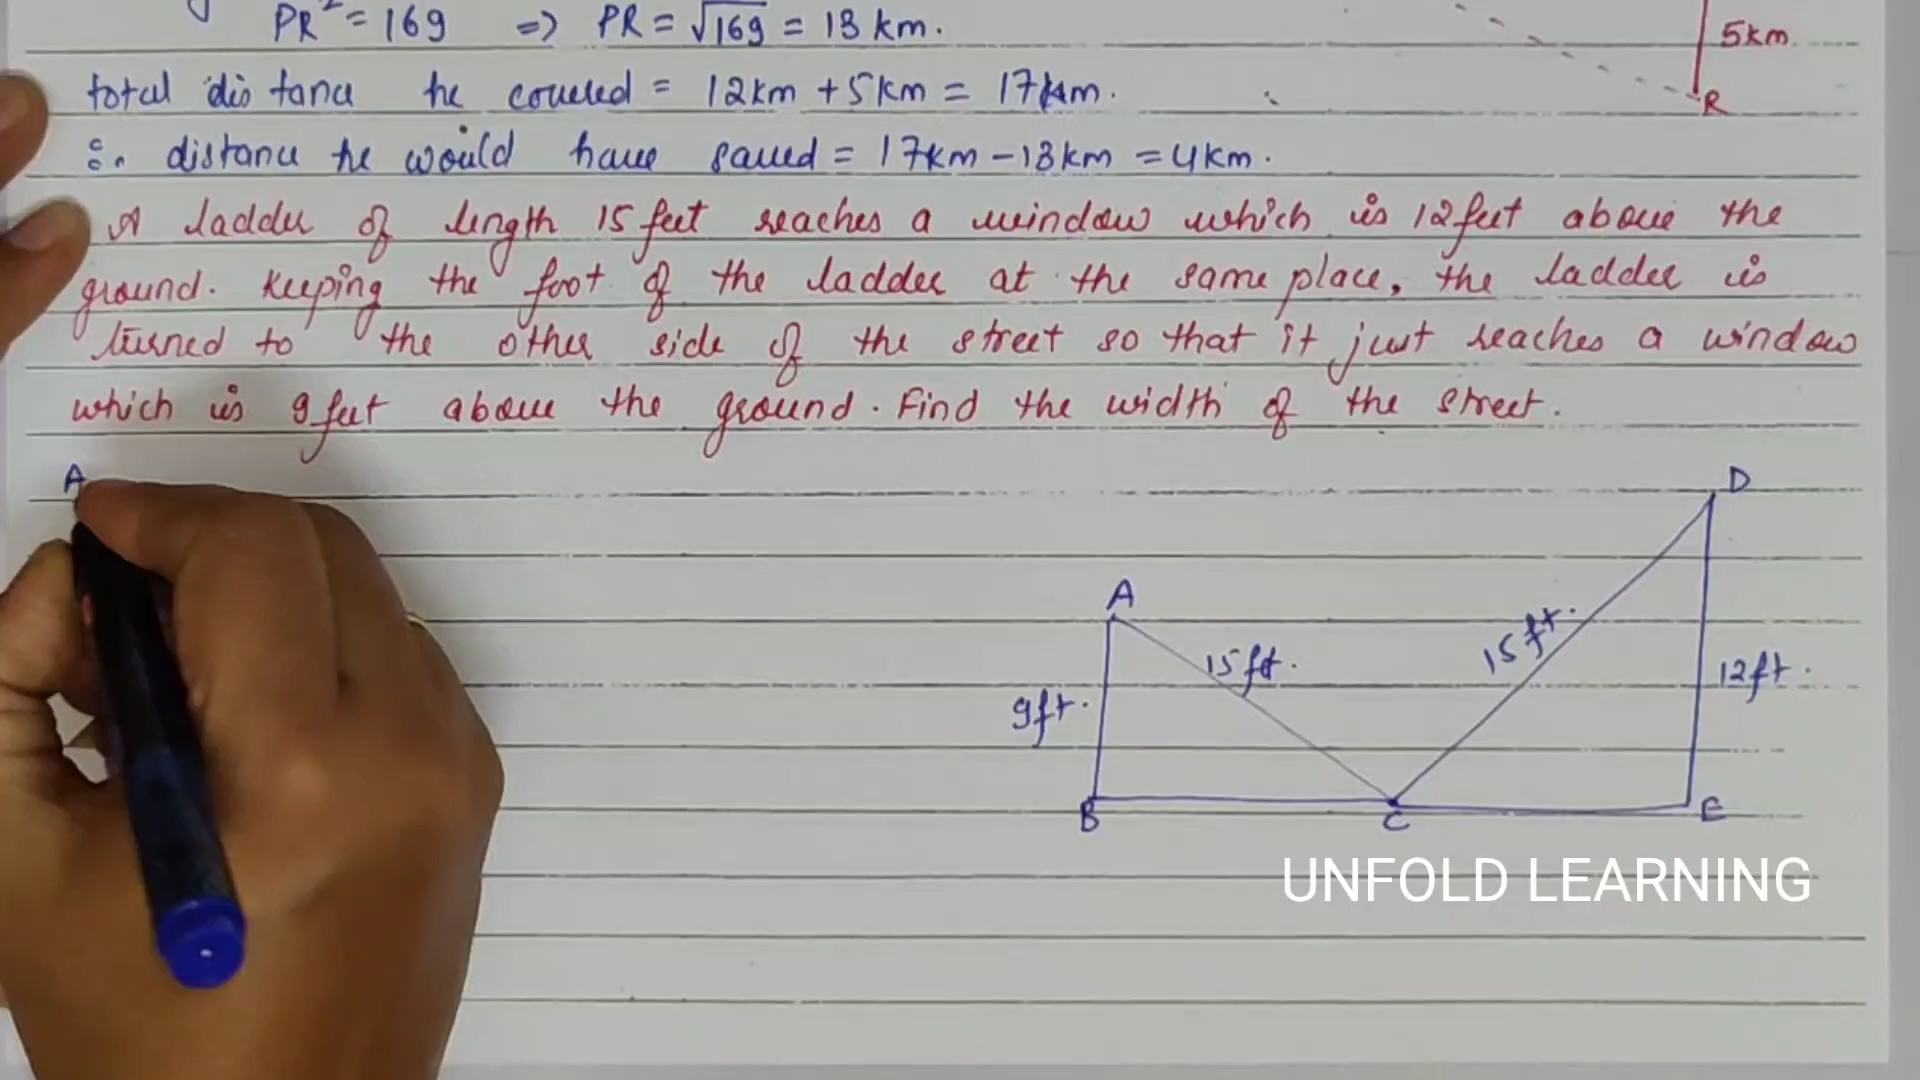 PR² = 169 => PR = √169 = 13 km.
5km
total distance he covered = 12km + 5km = 17km.
R
∴ distance he would have saved = 17km - 13km = 4km.
A ladder of length 15 feet reaches a window which is 12 feet above the
ground. Keeping the foot of the ladder at the same place, the ladder is
turned to the other side of the street so that it just reaches a window
which is 9 feet above the ground. Find the width of the street.
A
D
A
15ft.
15ft.
12ft.
9ft.
B
C
E
UNFOLD LEARNING